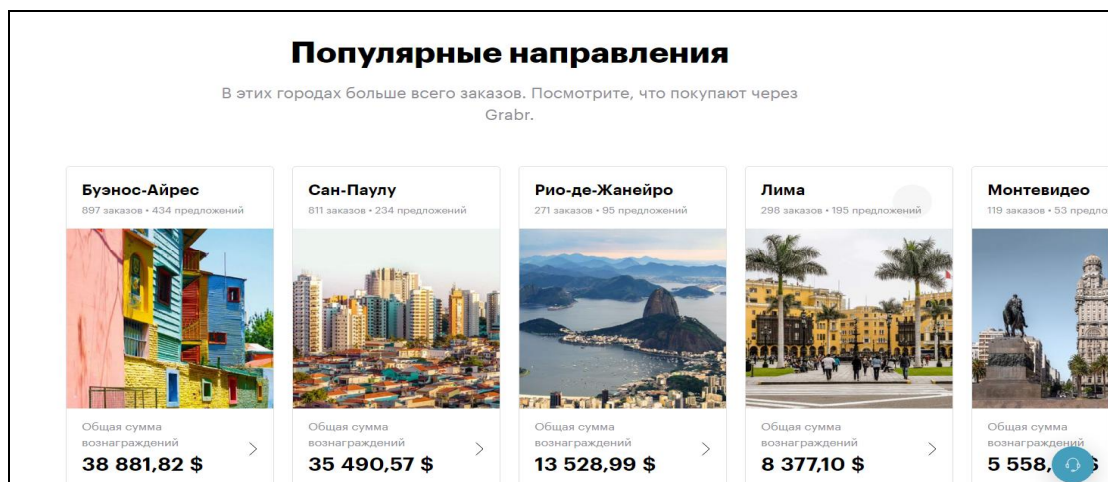 Популярные направления
В этих городах больше всего заказов. Посмотрите, что покупают через
Grabr.
Буэнос-Айрес
897 заказов • 434 предложений
Общая сумма
вознаграждений
38 881,82 $
Сан-Паулу
811 заказов • 234 предложений
Общая сумма
вознаграждений
35 490,57 $
Рио-де-Жанейро
271 заказов • 95 предложений
Общая сумма
вознаграждений
13 528,99 $
Лима
298 заказов • 195 предложений
Общая сумма
вознаграждений
8 377,10 $
Монтевидео
119 заказов • 53
Общая сумма
вознаграждений